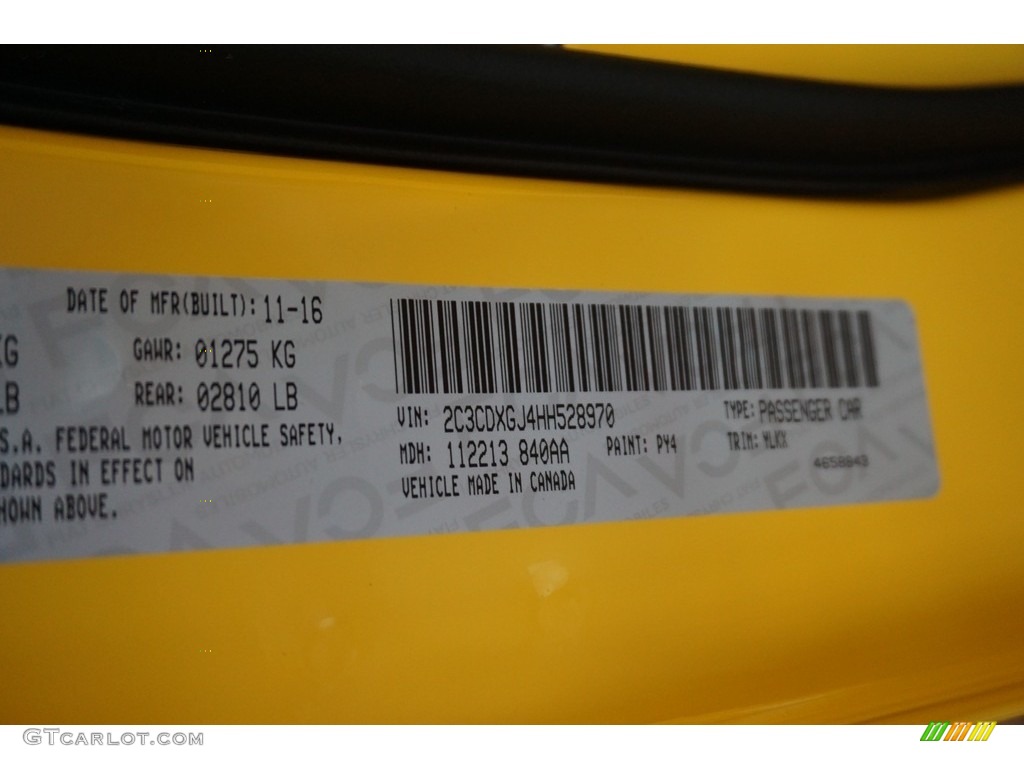 DATE OF MFR(BUILT): 11-16
KG GAWR: 01275 KG
LB REAR: 02810 LB
S.A. FEDERAL MOTOR VEHICLE SAFETY,
DARDS IN EFFECT ON
HOWN ABOVE.
VIN: 2C3CDXGJ4HH528970 TYPE: PASSENGER CAR
MDH: 112213 840AA PAINT: PY4 TRIM: MLKX
VEHICLE MADE IN CANADA
4658843
GTCARLOT.COM